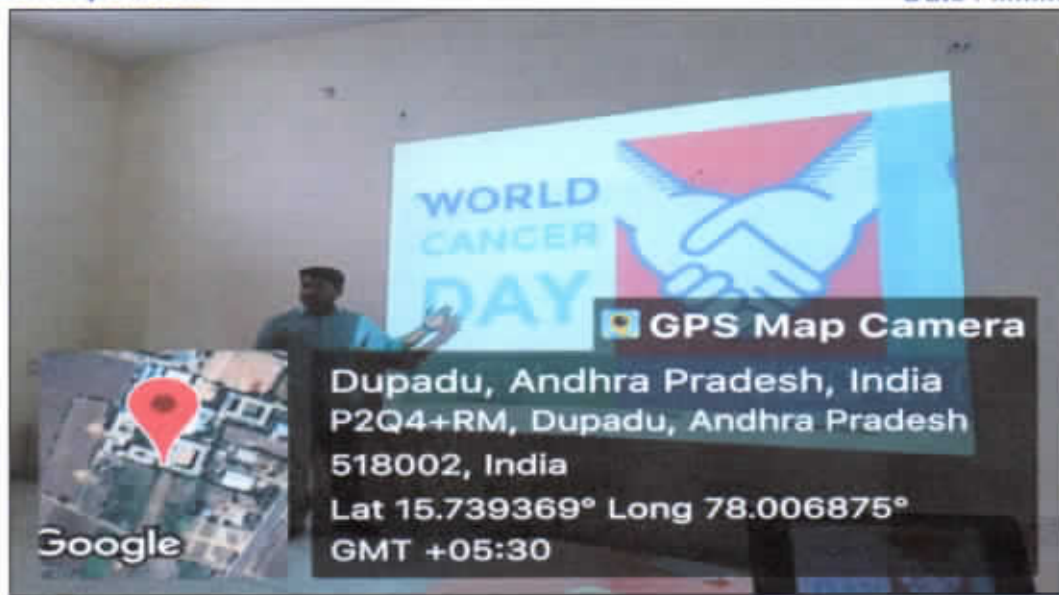 WORLD
CANCER
DAY
GPS Map Camera
Dupadu, Andhra Pradesh, India
P2Q4+RM, Dupadu, Andhra Pradesh
518002, India
Lat 15.739369° Long 78.006875°
GMT +05:30
Google